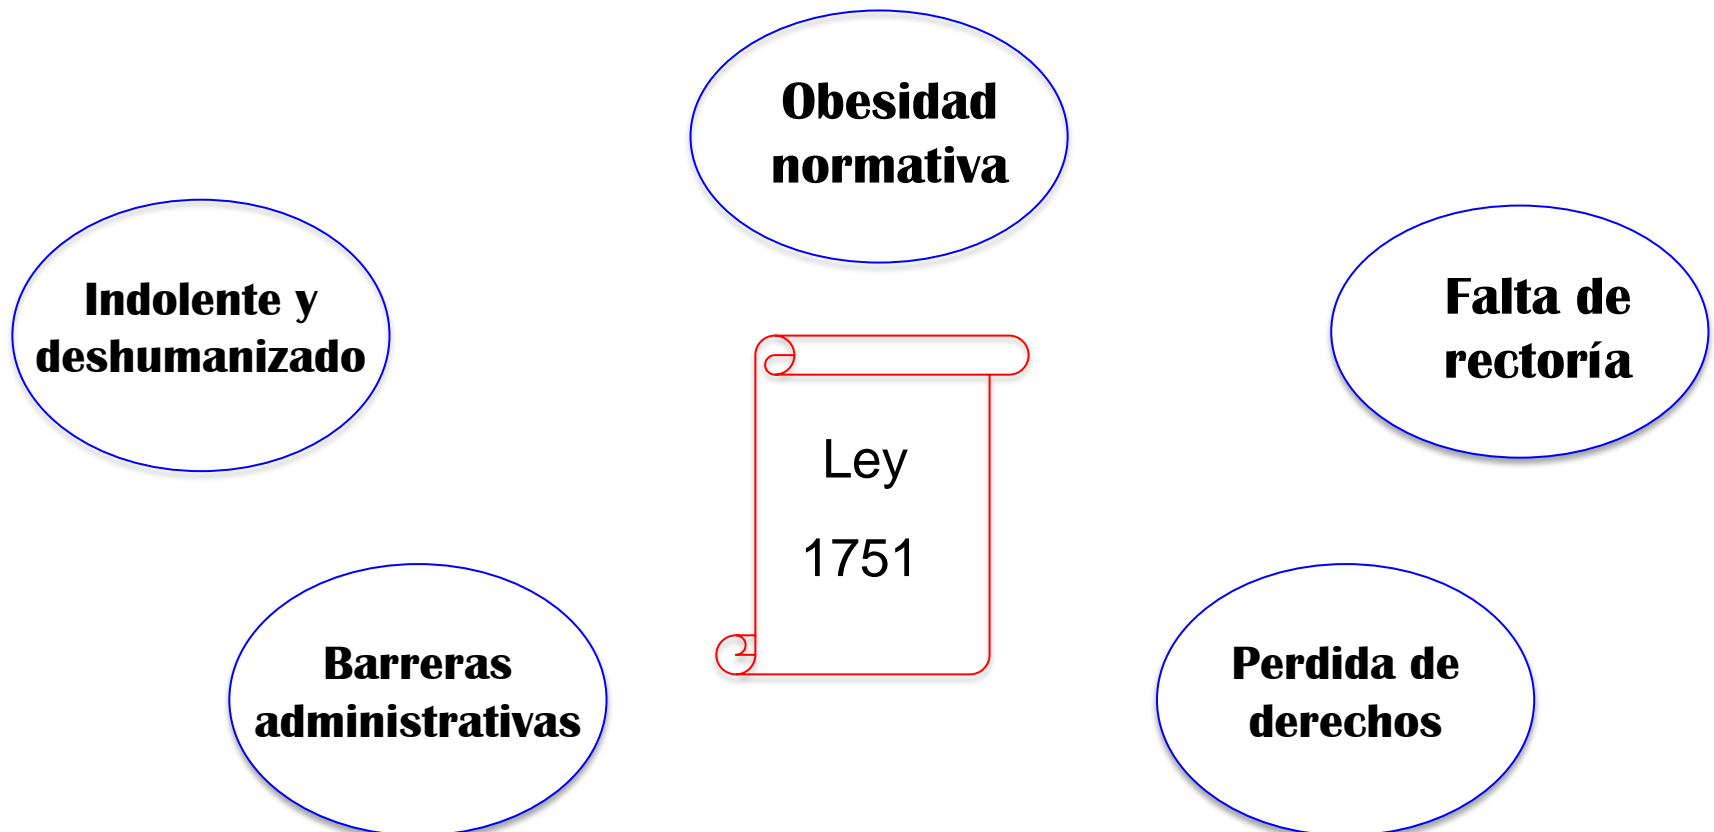 Obesidad
normativa
Indolente y
deshumanizado
Falta de
rectoría
Ley
1751
Barreras
administrativas
Perdida de
derechos